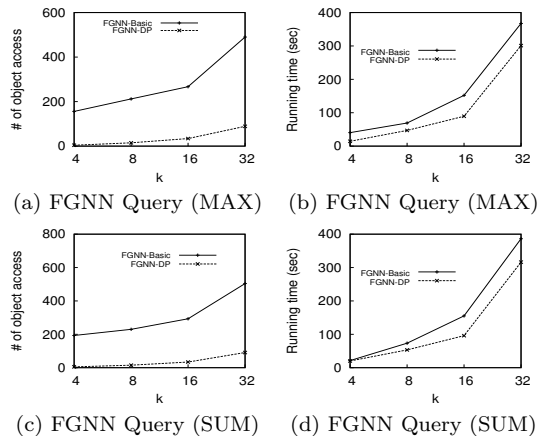 600
400
200
0
# of object access
FGNN-Basic
FGNN-DP
4 8 16 32
k
(a) FGNN Query (MAX)
400
300
200
100
0
Running time (sec)
FGNN-Basic
FGNN-DP
4 8 16 32
k
(b) FGNN Query (MAX)
800
600
400
200
0
# of object access
FGNN-Basic
FGNN-DP
4 8 16 32
k
(c) FGNN Query (SUM)
400
300
200
100
0
Running time (sec)
FGNN-Basic
FGNN-DP
4 8 16 32
k
(d) FGNN Query (SUM)